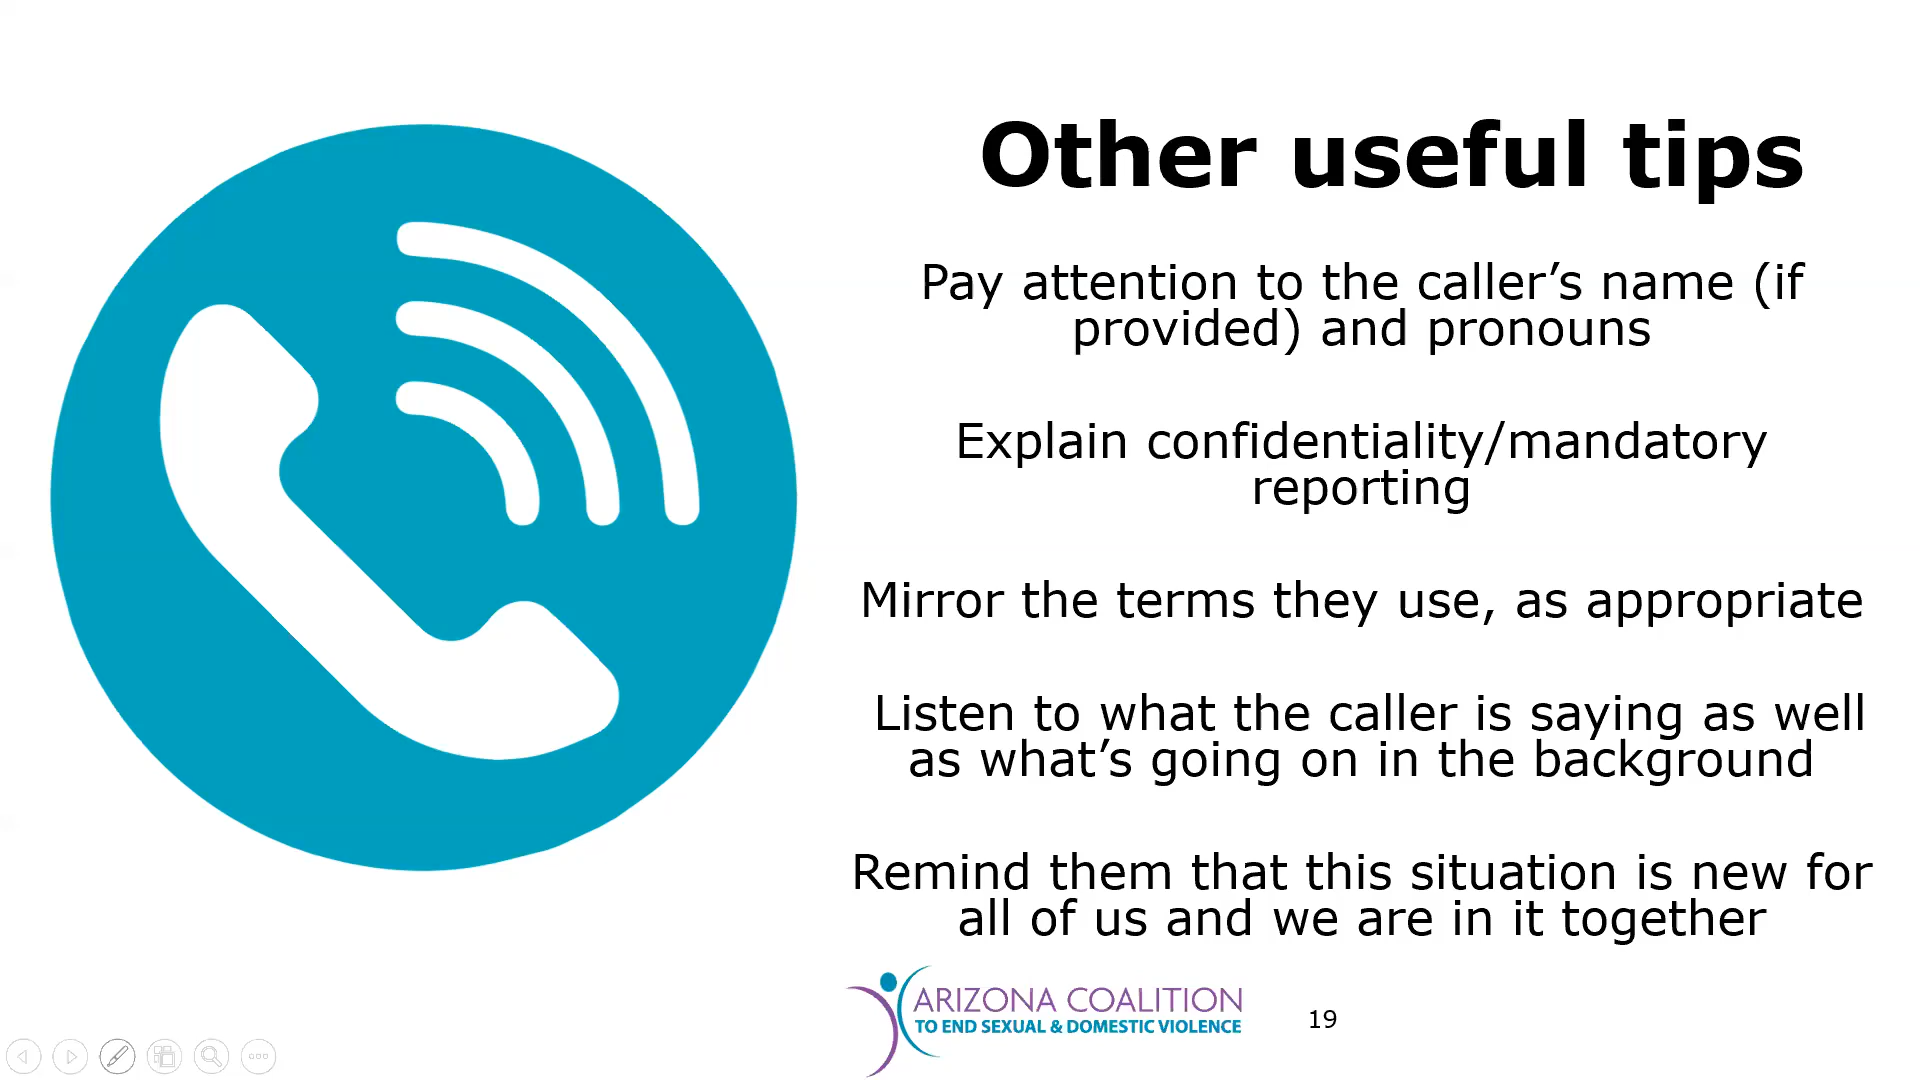 Other useful tips
Pay attention to the caller’s name (if
provided) and pronouns
Explain confidentiality/mandatory
reporting
Mirror the terms they use, as appropriate
Listen to what the caller is saying as well
as what’s going on in the background
Remind them that this situation is new for
all of us and we are in it together
ARIZONA COALITION
TO END SEXUAL & DOMESTIC VIOLENCE
19